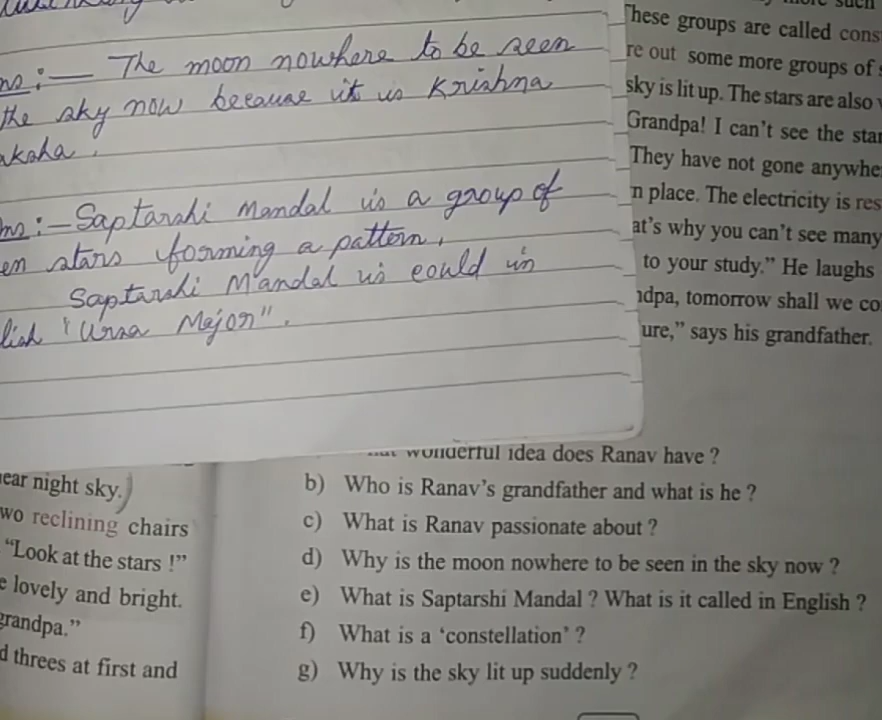 ns:— The moon nowhere to be seen
the sky now because it is Krishna
aksha.
ns:— Saptarshi Mandal is a group of
en stars forming a pattern.
Saptarshi Mandal is could in
lish "Ursa Major".
These groups are called cons
re out some more groups of
sky is lit up. The stars are also
Grandpa! I can't see the star
They have not gone anywhe
n place. The electricity is res
at's why you can't see many
to your study." He laughs
ndpa, tomorrow shall we co
ure," says his grandfather.
ear night sky.
wo reclining chairs
"Look at the stars !"
e lovely and bright.
grandpa."
d threes at first and
wonderful idea does Ranav have ?
b) Who is Ranav's grandfather and what is he ?
c) What is Ranav passionate about ?
d) Why is the moon nowhere to be seen in the sky now ?
e) What is Saptarshi Mandal ? What is it called in English ?
f) What is a 'constellation' ?
g) Why is the sky lit up suddenly ?